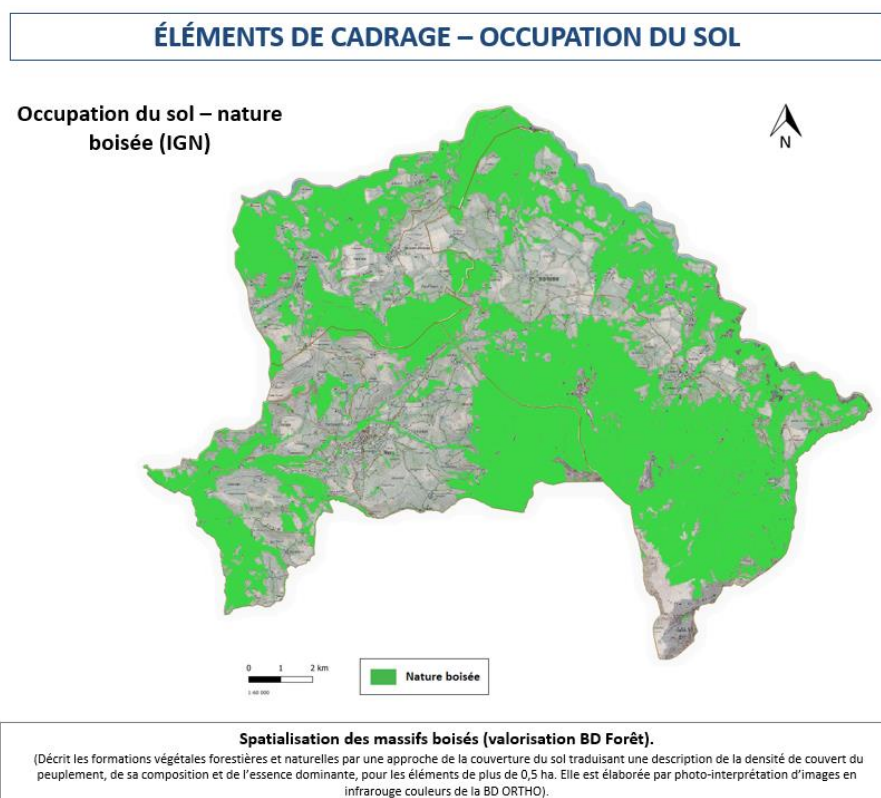 ÉLÉMENTS DE CADRAGE – OCCUPATION DU SOL
Occupation du sol – nature
boisée (IGN)
N
0 1 2 km
1:60 000
Nature boisée
Spatialisation des massifs boisés (valorisation BD Forêt).
(Décrit les formations végétales forestières et naturelles par une approche de la couverture du sol traduisant une description de la densité de couvert du
peuplement, de sa composition et de l'essence dominante, pour les éléments de plus de 0,5 ha. Elle est élaborée par photo-interprétation d'images en
infrarouge couleurs de la BD ORTHO).